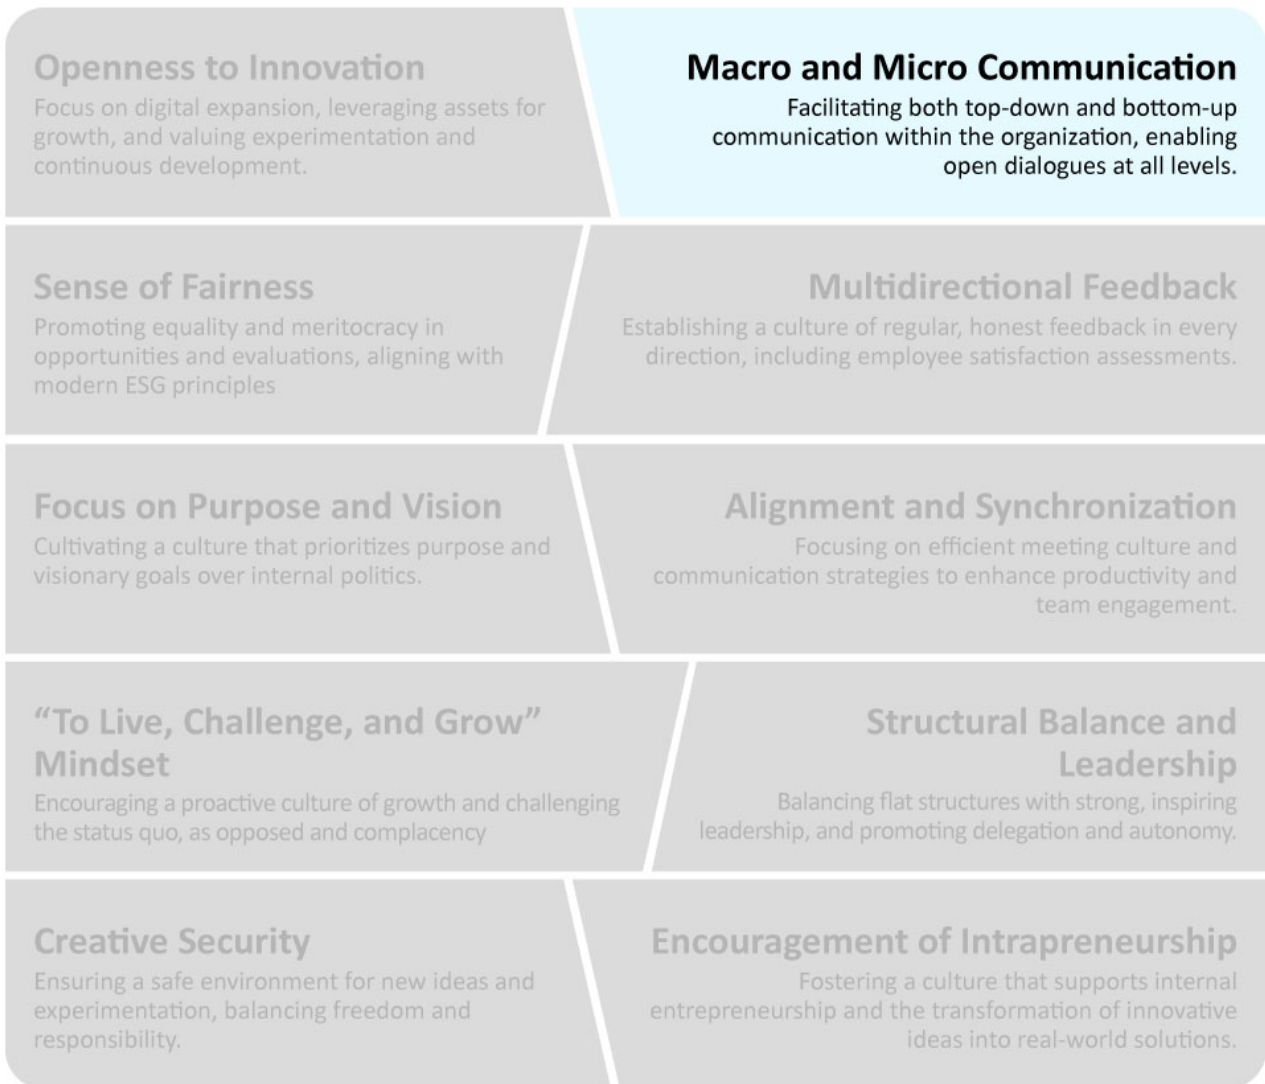 Openness to Innovation
Focus on digital expansion, leveraging assets for
growth, and valuing experimentation and
continuous development.
Macro and Micro Communication
Facilitating both top-down and bottom-up
communication within the organization, enabling
open dialogues at all levels.
Sense of Fairness
Promoting equality and meritocracy in
opportunities and evaluations, aligning with
modern ESG principles
Multidirectional Feedback
Establishing a culture of regular, honest feedback in every
direction, including employee satisfaction assessments.
Focus on Purpose and Vision
Cultivating a culture that prioritizes purpose and
visionary goals over internal politics.
Alignment and Synchronization
Focusing on efficient meeting culture and
communication strategies to enhance productivity and
team engagement.
“To Live, Challenge, and Grow”
Mindset
Encouraging a proactive culture of growth and challenging
the status quo, as opposed and complacency
Structural Balance and
Leadership
Balancing flat structures with strong, inspiring
leadership, and promoting delegation and autonomy.
Creative Security
Ensuring a safe environment for new ideas and
experimentation, balancing freedom and
responsibility.
Encouragement of Intrapreneurship
Fostering a culture that supports internal
entrepreneurship and the transformation of innovative
ideas into real-world solutions.